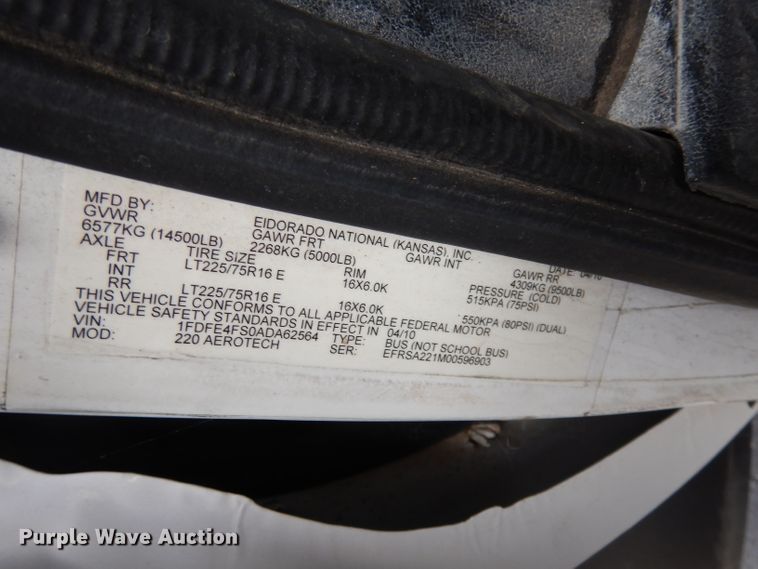 MFD BY: EIDORADO NATIONAL (KANSAS), INC. DATE: 04/10
GVWR GAWR FRT GAWR INT GAWR RR
6577KG (14500LB) 2268KG (5000LB) 4309KG (9500LB)
AXLE TIRE SIZE RIM PRESSURE (COLD)
FRT LT225/75R16 E 16X6.0K 515KPA (75PSI)
INT
RR LT225/75R16 E 16X6.0K 550KPA (80PSI) (DUAL)
THIS VEHICLE CONFORMS TO ALL APPLICABLE FEDERAL MOTOR
VEHICLE SAFETY STANDARDS IN EFFECT IN 04/10
VIN: 1FDFE4FS0ADA62564 TYPE: BUS (NOT SCHOOL BUS)
MOD: 220 AEROTECH SER: EFRSA221M00596903
Purple Wave Auction